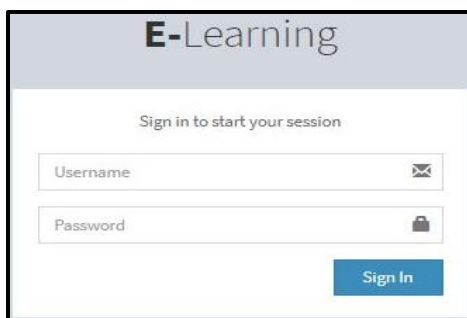 E-Learning
Sign in to start your session
Username
Password
Sign In